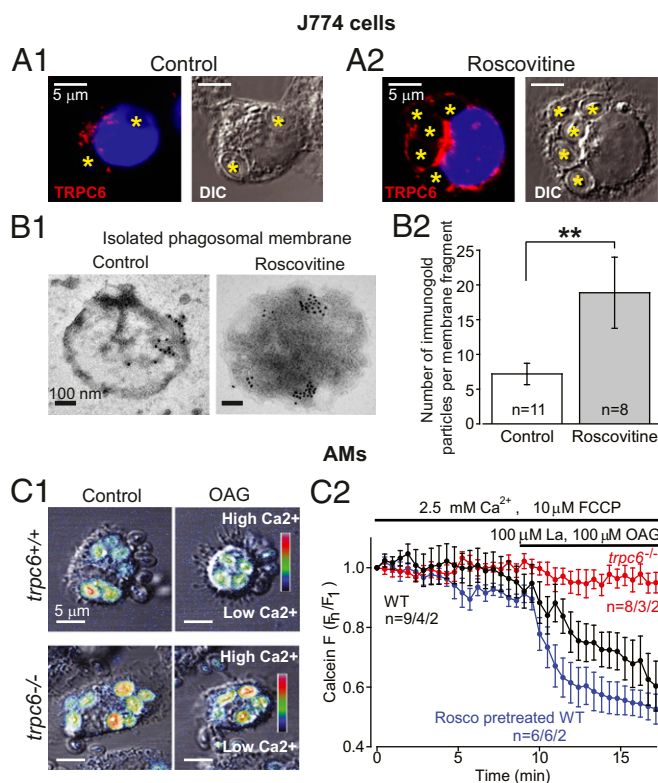 J774 cells
A1
Control
5 μm
*
*
TRPC6
*
*
DIC
A2
Roscovitine
5 μm
*
*
*
*
*
TRPC6
*
*
*
*
*
DIC
B1
Isolated phagosomal membrane
Control
Roscovitine
100 nm
B2
**
Number of immunogold
particles per membrane fragment
25
20
15
10
5
0
n=11
n=8
Control
Roscovitine
AMs
C1
Control
OAG
trpc6+/+
5 μm
High Ca2+
Low Ca2+
trpc6-/-
High Ca2+
Low Ca2+
C2
2.5 mM Ca²⁺, 10 μM FCCP
100 μM La, 100 μM OAG
trpc6⁻/⁻
n=8/3/2
WT
n=9/4/2
Rosco pretreated WT
n=6/6/2
Calcein F (Fn/F1)
1.0
0.8
0.6
0.4
0
5
10
15
Time (min)